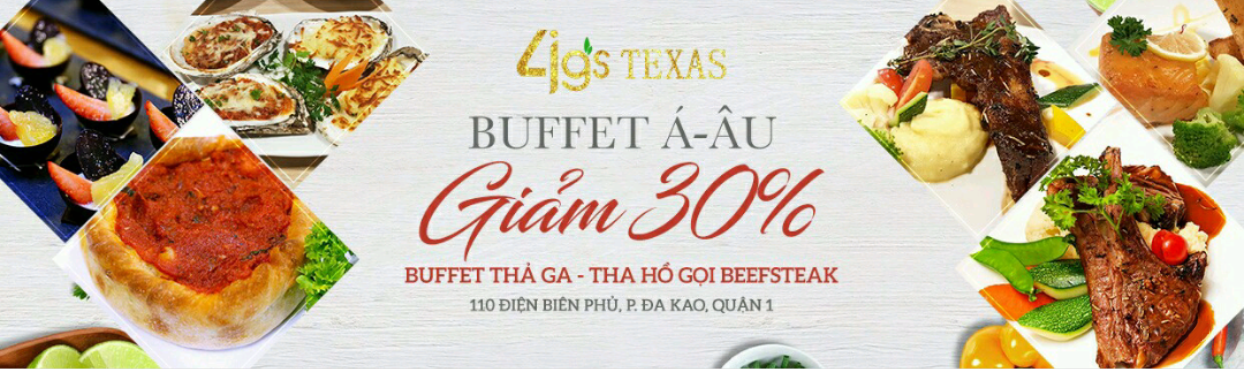 4jg's TEXAS
BUFFET Á-ÂU
Giảm 30%
BUFFET THẢ GA - THA HỒ GỌI BEEFSTEAK
110 ĐIỆN BIÊN PHỦ, P. ĐA KAO, QUẬN 1